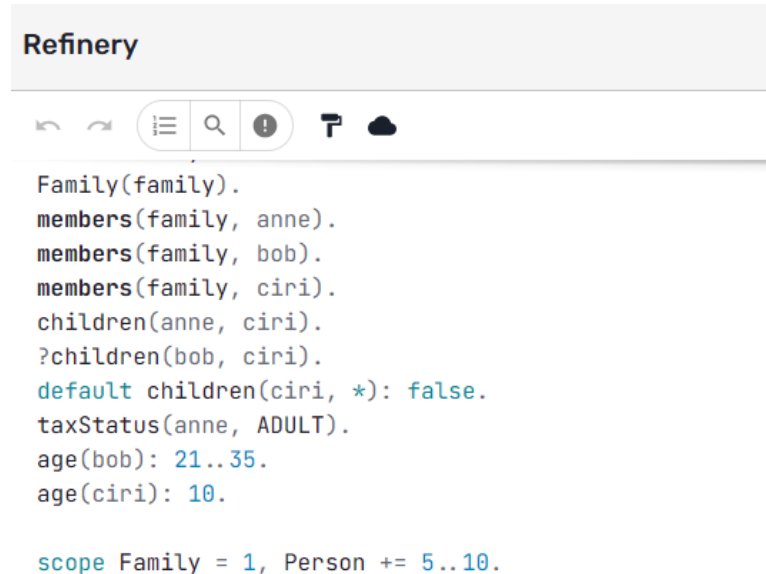 Refinery
Family(family).
members(family, anne).
members(family, bob).
members(family, ciri).
children(anne, ciri).
?children(bob, ciri).
default children(ciri, *): false.
taxStatus(anne, ADULT).
age(bob): 21..35.
age(ciri): 10.
scope Family = 1, Person += 5..10.